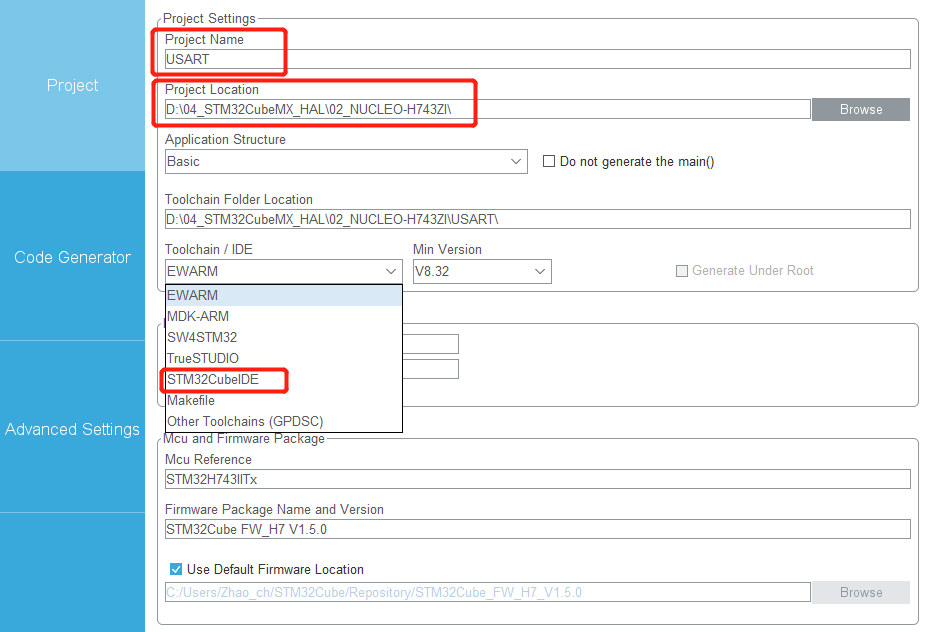 Project
Code Generator
Advanced Settings
Project Settings
Project Name
USART
Project Location
D:\04_STM32CubeMX_HAL\02_NUCLEO-H743ZI\
Browse
Application Structure
Basic
Do not generate the main()
Toolchain Folder Location
D:\04_STM32CubeMX_HAL\02_NUCLEO-H743ZI\USART\
Toolchain / IDE
Min Version
EWARM
V8.32
Generate Under Root
EWARM
MDK-ARM
SW4STM32
TrueSTUDIO
STM32CubeIDE
Makefile
Other Toolchains (GPDSC)
Mcu and Firmware Package
Mcu Reference
STM32H743IITx
Firmware Package Name and Version
STM32Cube FW_H7 V1.5.0
Use Default Firmware Location
C:/Users/Zhao_ch/STM32Cube/Repository/STM32Cube_FW_H7_V1.5.0
Browse